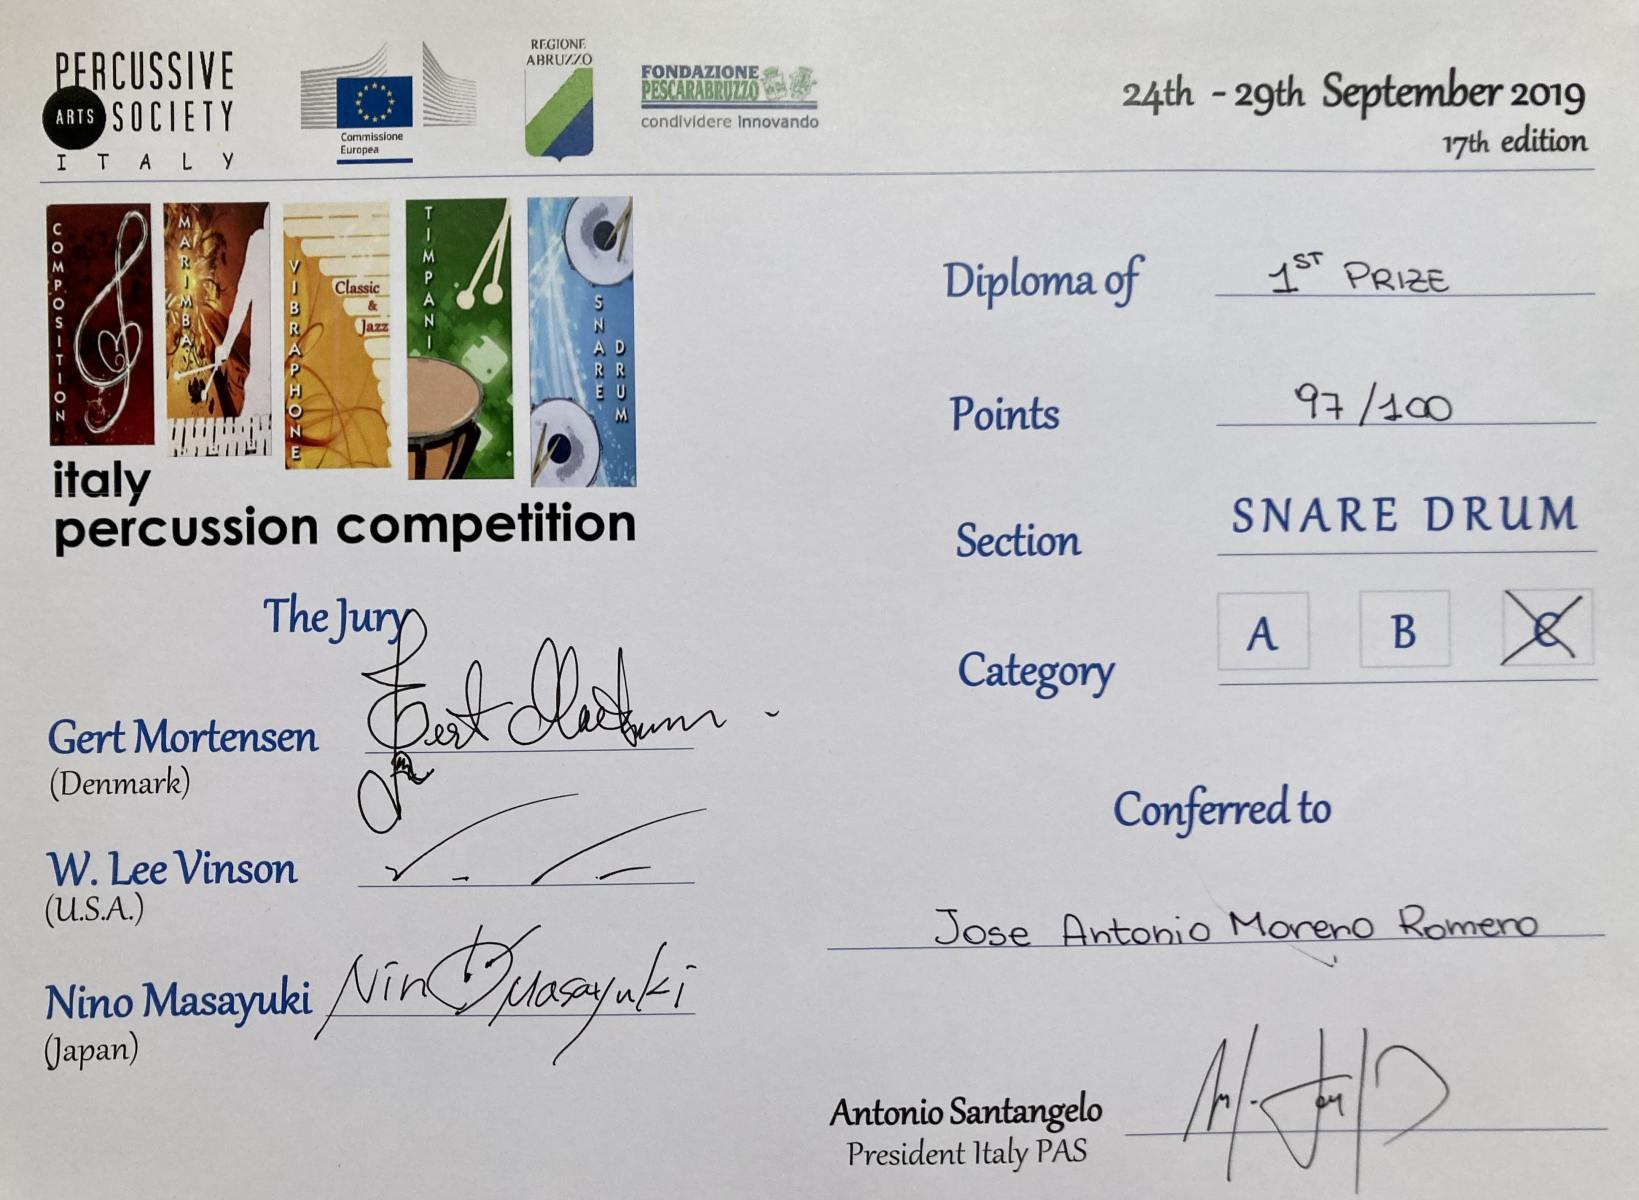 PERCUSSIVE
ARTS SOCIETY
ITALY
Commissione
Europea
REGIONE
ABRUZZO
FONDAZIONE
PESCARABRUZZO
condividere innovando
24th - 29th September 2019
17th edition
COMPOSITION
MARIMBA
VIBRAPHONE
Classic
&
Jazz
TIMPANI
SNARE
DRUM
italy
percussion competition
The Jury
Gert Mortensen
(Denmark)
W. Lee Vinson
(U.S.A.)
Nino Masayuki Nino Masayuki
(Japan)
Diploma of 1ST PRIZE
Points 97/100
Section SNARE DRUM
Category A B C
Conferred to
Jose Antonio Moreno Romero
Antonio Santangelo
President Italy PAS